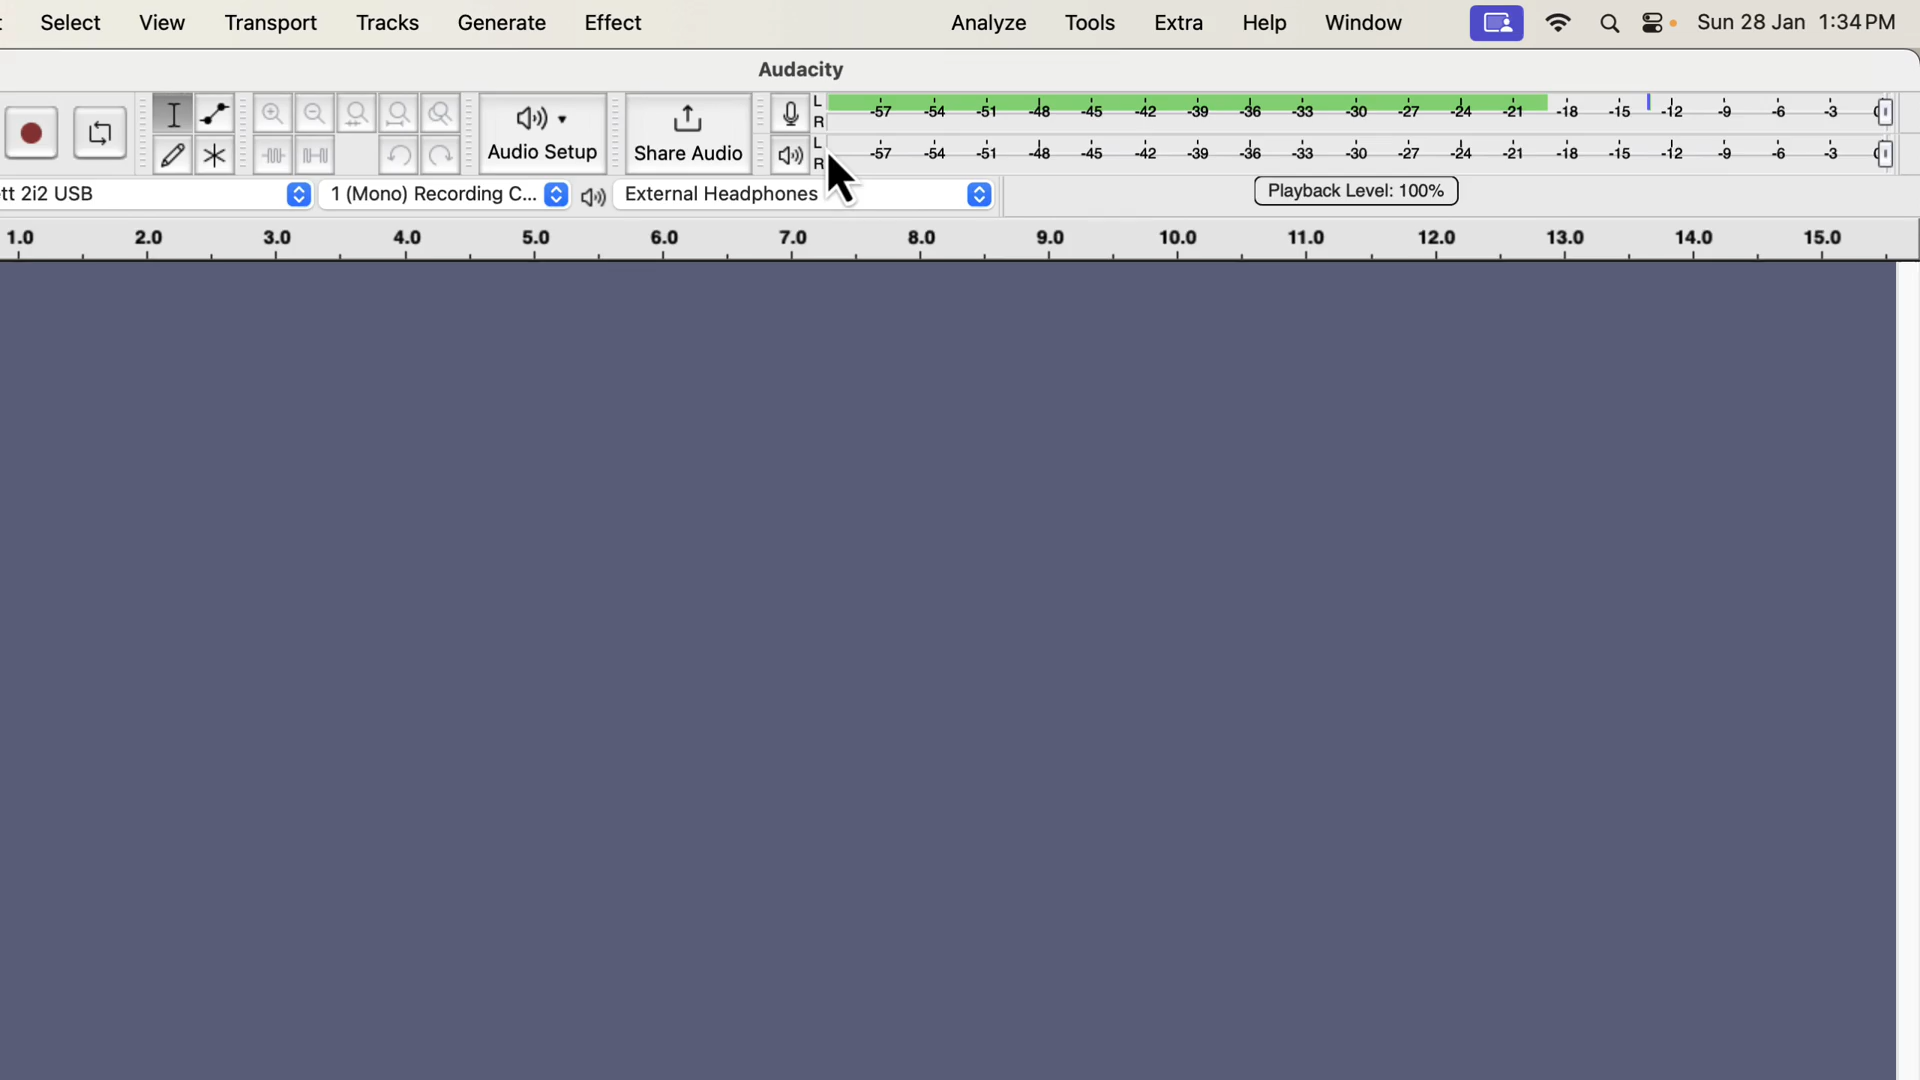 Select View Transport Tracks Generate Effect Analyze Tools Extra Help Window Sun 28 Jan 1:34 PM
Audacity
L -57 -54 -51 -48 -45 -42 -39 -36 -33 -30 -27 -24 -21 -18 -15 -12 -9 -6 -3 0
R
Audio Setup Share Audio
L -57 -54 -51 -48 -45 -42 -39 -36 -33 -30 -27 -24 -21 -18 -15 -12 -9 -6 -3 0
R
tt 2i2 USB 1 (Mono) Recording C... External Headphones Playback Level: 100%
1.0 2.0 3.0 4.0 5.0 6.0 7.0 8.0 9.0 10.0 11.0 12.0 13.0 14.0 15.0